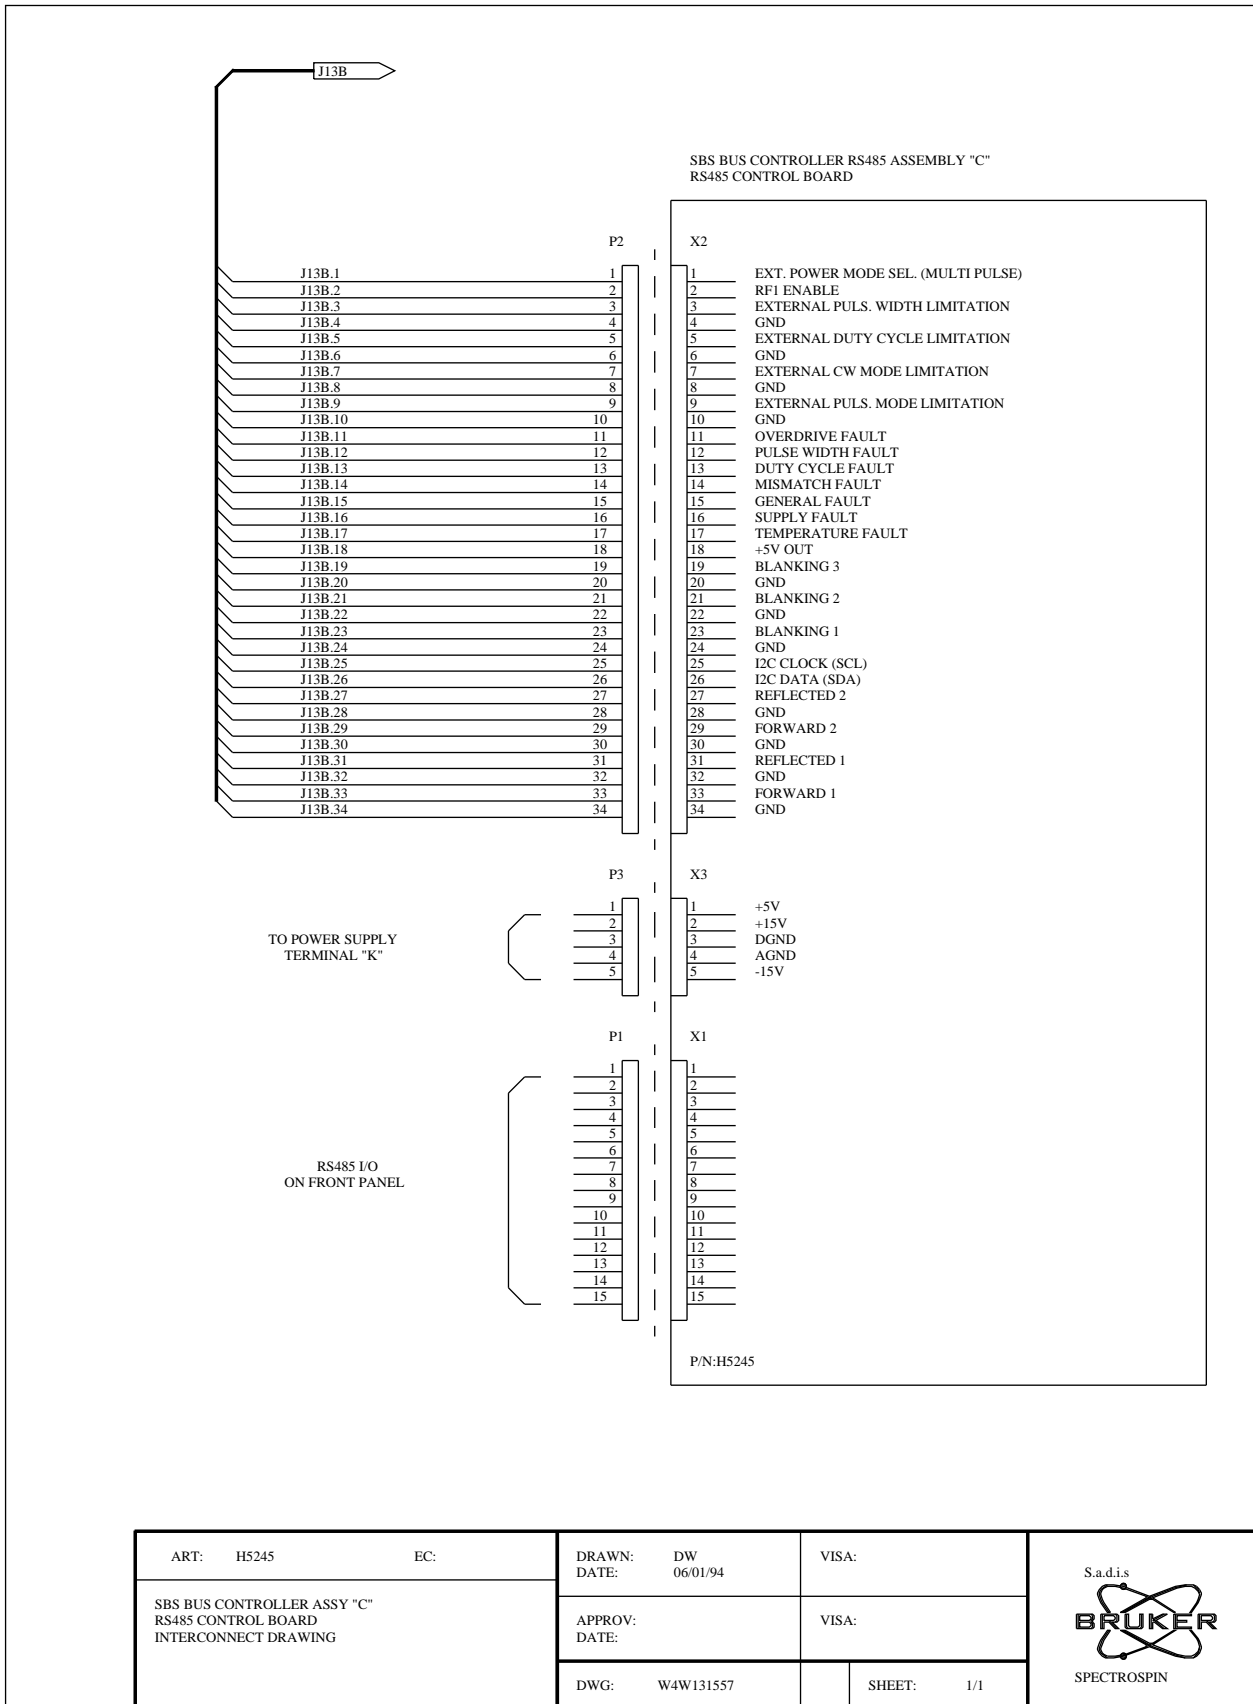 J13B
SBS BUS CONTROLLER RS485 ASSEMBLY "C"
RS485 CONTROL BOARD
P2 X2
J13B.1 1 1 EXT. POWER MODE SEL. (MULTI PULSE)
J13B.2 2 2 RF1 ENABLE
J13B.3 3 3 EXTERNAL PULS. WIDTH LIMITATION
J13B.4 4 4 GND
J13B.5 5 5 EXTERNAL DUTY CYCLE LIMITATION
J13B.6 6 6 GND
J13B.7 7 7 EXTERNAL CW MODE LIMITATION
J13B.8 8 8 GND
J13B.9 9 9 EXTERNAL PULS. MODE LIMITATION
J13B.10 10 10 GND
J13B.11 11 11 OVERDRIVE FAULT
J13B.12 12 12 PULSE WIDTH FAULT
J13B.13 13 13 DUTY CYCLE FAULT
J13B.14 14 14 MISMATCH FAULT
J13B.15 15 15 GENERAL FAULT
J13B.16 16 16 SUPPLY FAULT
J13B.17 17 17 TEMPERATURE FAULT
J13B.18 18 18 +5V OUT
J13B.19 19 19 BLANKING 3
J13B.20 20 20 GND
J13B.21 21 21 BLANKING 2
J13B.22 22 22 GND
J13B.23 23 23 BLANKING 1
J13B.24 24 24 GND
J13B.25 25 25 I2C CLOCK (SCL)
J13B.26 26 26 I2C DATA (SDA)
J13B.27 27 27 REFLECTED 2
J13B.28 28 28 GND
J13B.29 29 29 FORWARD 2
J13B.30 30 30 GND
J13B.31 31 31 REFLECTED 1
J13B.32 32 32 GND
J13B.33 33 33 FORWARD 1
J13B.34 34 34 GND
P3 X3
1 1 +5V
2 2 +15V
TO POWER SUPPLY 3 3 DGND
TERMINAL "K" 4 4 AGND
5 5 -15V
P1 X1
1 1
2 2
3 3
4 4
5 5
6 6
RS485 I/O 7 7
ON FRONT PANEL 8 8
9 9
10 10
11 11
12 12
13 13
14 14
15 15
P/N:H5245
ART: H5245 EC:
SBS BUS CONTROLLER ASSY "C"
RS485 CONTROL BOARD
INTERCONNECT DRAWING
DRAWN: DW VISA:
DATE: 06/01/94
APPROV: VISA:
DATE:
DWG: W4W131557 SHEET: 1/1
S.a.d.i.s
BRUKER
SPECTROSPIN